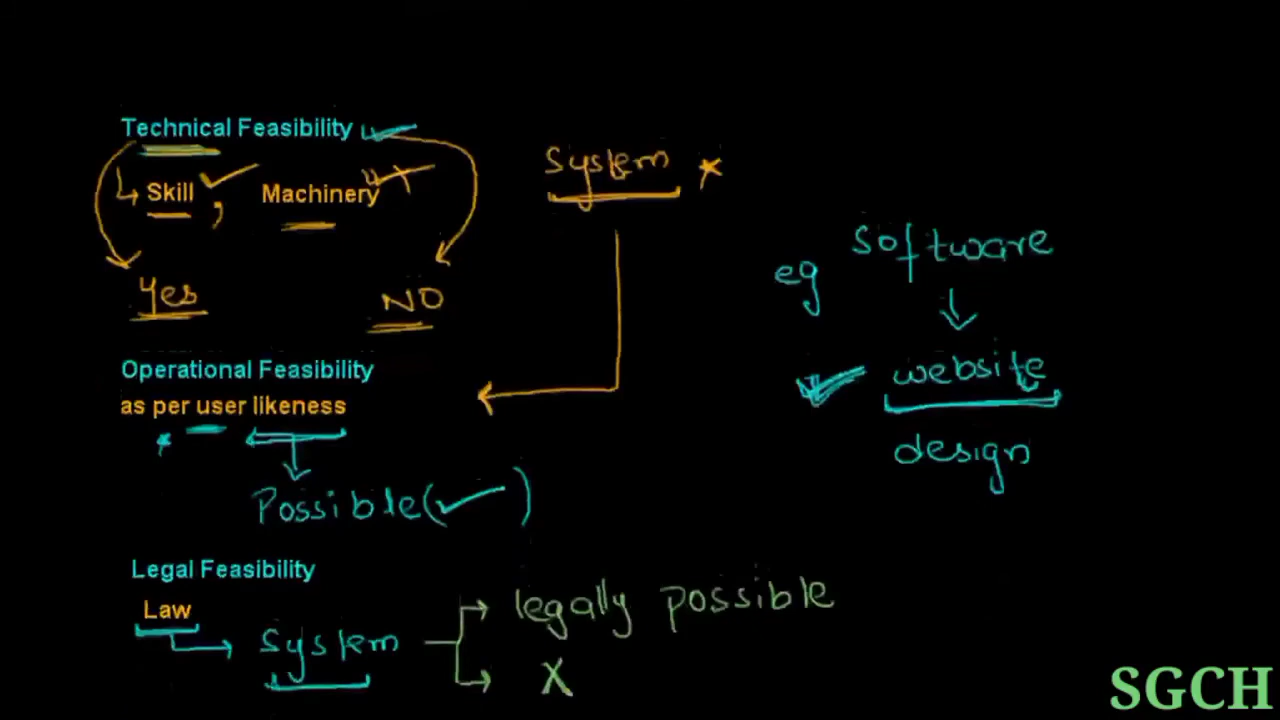 Technical Feasibility
Skill , Machinery
Yes NO
System
eg software
website
design
Operational Feasibility
as per user likeness
Possible( )
Legal Feasibility
Law
System
legally possible
X
SGCH